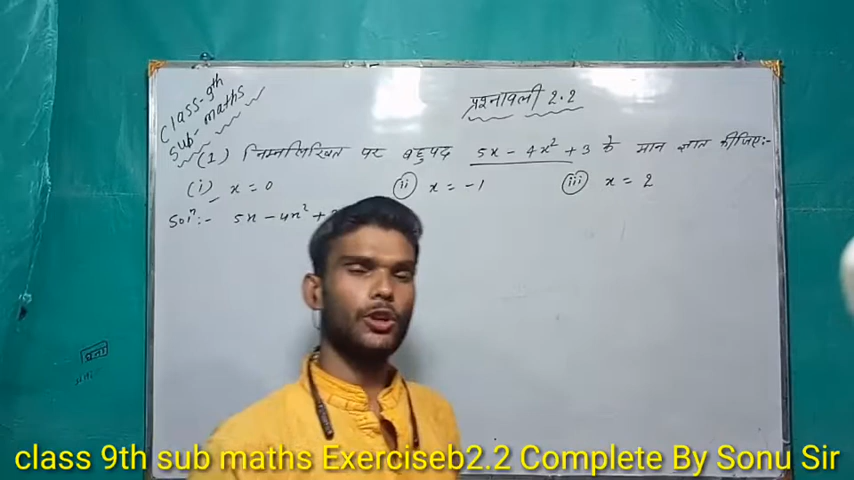 Class-9th
Sub-maths
प्रश्नावली 2.2
(1) निम्नलिखित पर बहुपद 5x - 4x² + 3 के मान ज्ञात कीजिए:-
(i) x = 0 (ii) x = -1 (iii) x = 2
Solⁿ:- 5x - 4x² +
class 9th sub maths Exerciseb2.2 Complete By Sonu Sir